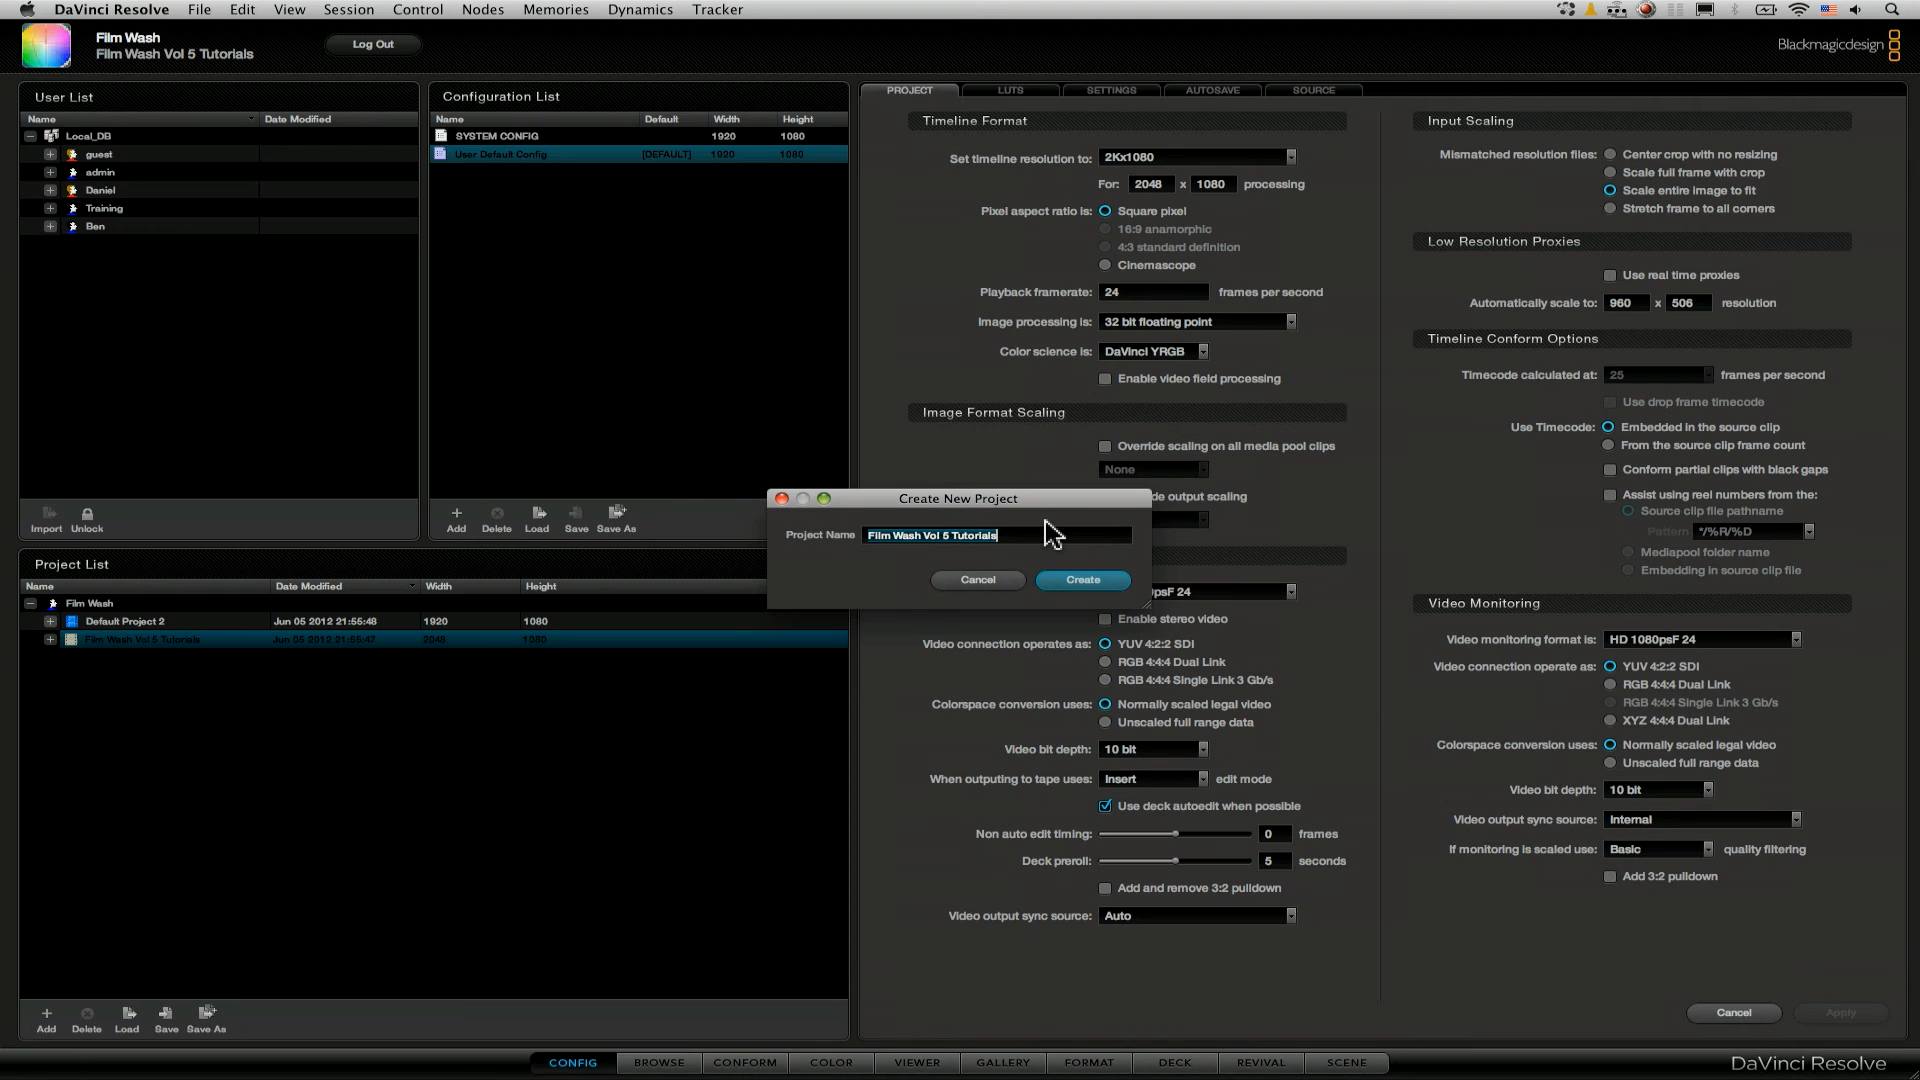 DaVinci Resolve File Edit View Session Control Nodes Memories Dynamics Tracker
Film Wash
Film Wash Vol 5 Tutorials
Log Out
Blackmagicdesign
User List
Name Date Modified
Local_DB
guest
admin
Daniel
Training
Ben
Import Unlock
Configuration List
Name Default Width Height
SYSTEM CONFIG 1920 1080
User Default Config [DEFAULT] 1920 1080
Add Delete Load Save Save As
Project List
Name Date Modified Width Height
Film Wash
Default Project 2 Jun 05 2012 21:55:48 1920 1080
Film Wash Vol 5 Tutorials Jun 05 2012 21:55:47 2048 1080
Add Delete Load Save Save As
PROJECT LUTS SETTINGS AUTOSAVE SOURCE
Timeline Format
Set timeline resolution to: 2Kx1080
For: 2048 x 1080 processing
Pixel aspect ratio is: Square pixel
16:9 anamorphic
4:3 standard definition
Cinemascope
Playback framerate: 24 frames per second
Image processing is: 32 bit floating point
Color science is: DaVinci YRGB
Enable video field processing
Image Format Scaling
Override scaling on all media pool clips
None
de output scaling
Create New Project
Project Name Film Wash Vol 5 Tutorials
Cancel Create
psF 24
Enable stereo video
Video connection operates as: YUV 4:2:2 SDI
RGB 4:4:4 Dual Link
RGB 4:4:4 Single Link 3 Gb/s
Colorspace conversion uses: Normally scaled legal video
Unscaled full range data
Video bit depth: 10 bit
When outputing to tape uses: Insert edit mode
Use deck autoedit when possible
Non auto edit timing: 0 frames
Deck preroll: 5 seconds
Add and remove 3:2 pulldown
Video output sync source: Auto
Input Scaling
Mismatched resolution files: Center crop with no resizing
Scale full frame with crop
Scale entire image to fit
Stretch frame to all corners
Low Resolution Proxies
Use real time proxies
Automatically scale to: 960 x 506 resolution
Timeline Conform Options
Timecode calculated at: 25 frames per second
Use drop frame timecode
Use Timecode: Embedded in the source clip
From the source clip frame count
Conform partial clips with black gaps
Assist using reel numbers from the:
Source clip file pathname
Pattern */%R/%D
Mediapool folder name
Embedding in source clip file
Video Monitoring
Video monitoring format is: HD 1080psF 24
Video connection operate as: YUV 4:2:2 SDI
RGB 4:4:4 Dual Link
RGB 4:4:4 Single Link 3 Gb/s
XYZ 4:4:4 Dual Link
Colorspace conversion uses: Normally scaled legal video
Unscaled full range data
Video bit depth: 10 bit
Video output sync source: Internal
If monitoring is scaled use: Basic quality filtering
Add 3:2 pulldown
Cancel Apply
CONFIG BROWSE CONFORM COLOR VIEWER GALLERY FORMAT DECK REVIVAL SCENE
DaVinci Resolve